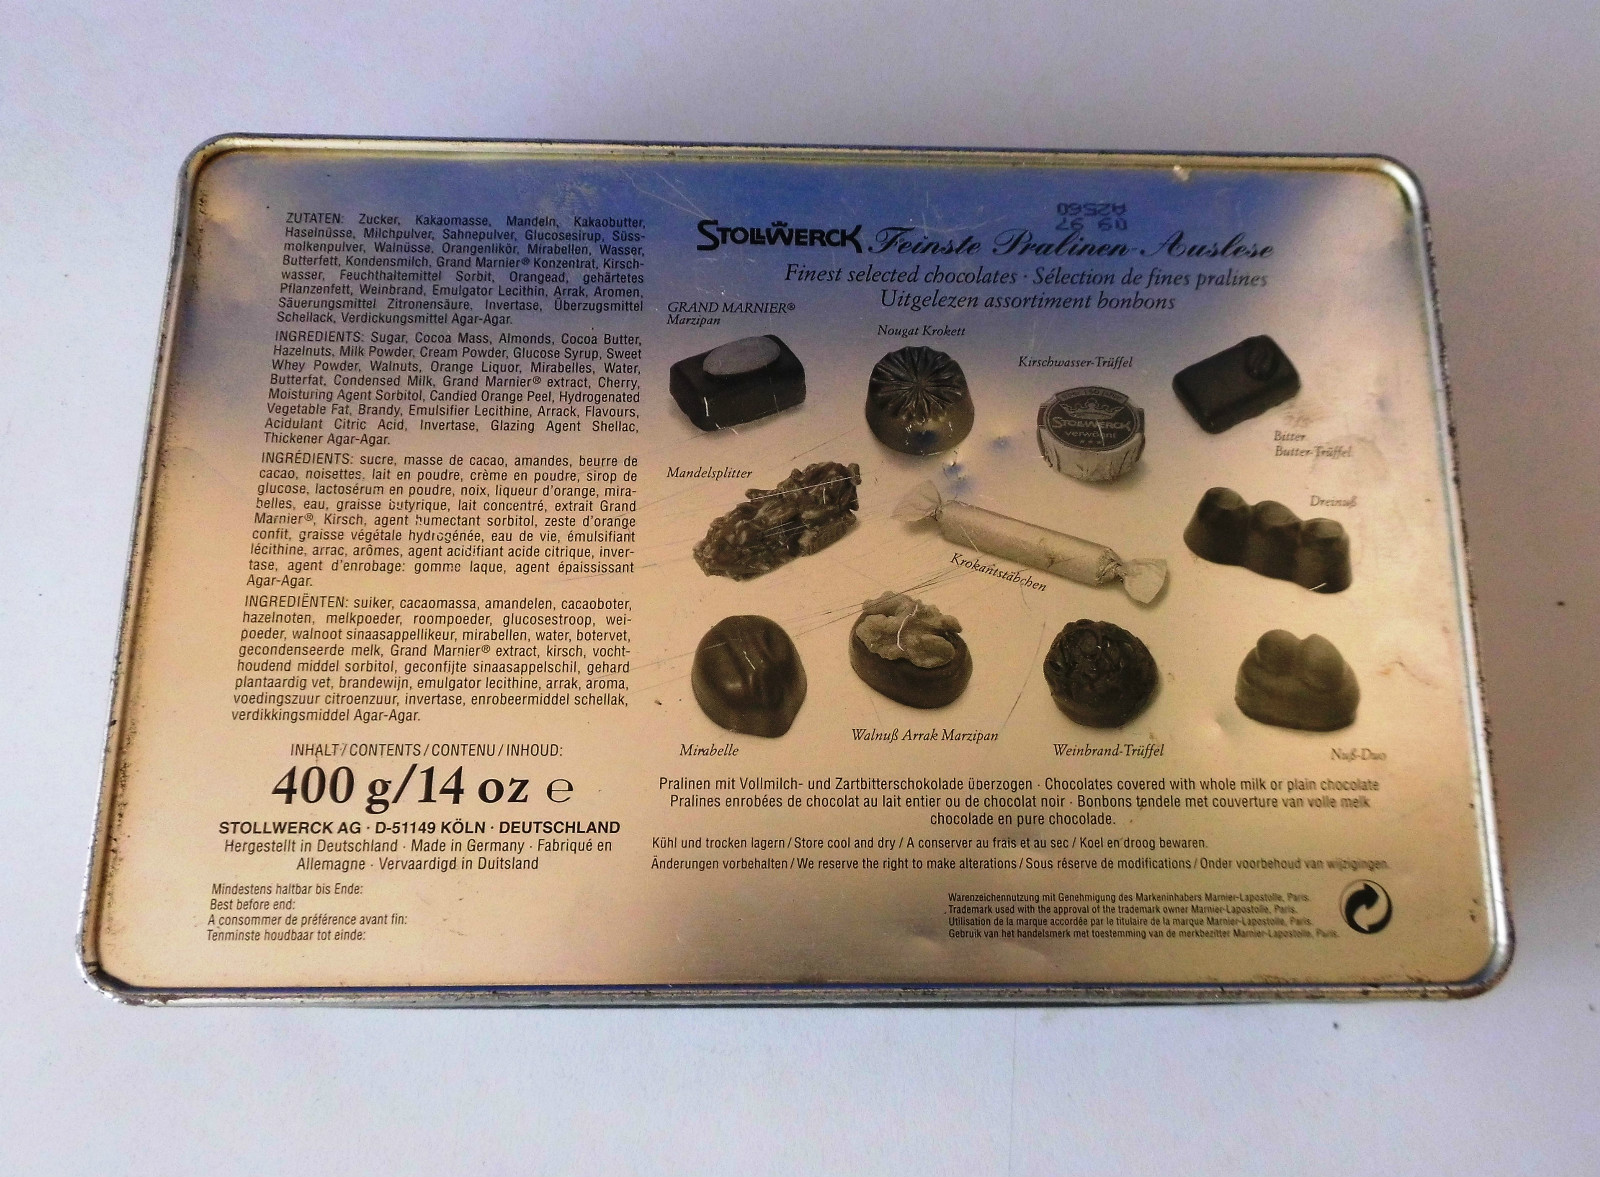 ZUTATEN: Zucker, Kakaomasse, Mandeln, Kakaobutter,
Haselnüsse, Milchpulver, Sahnepulver, Glucosesirup, Süss-
molkenpulver, Walnüsse, Orangenlikör, Mirabellen, Wasser,
Butterfett, Kondensmilch, Grand Marnier® Konzentrat, Kirsch-
wasser, Feuchthaltemittel Sorbit, Orangead, gehärtetes
Pflanzenfett, Weinbrand, Emulgator Lecithin, Arrak, Aromen,
Säuerungsmittel Zitronensäure, Invertase, Überzugsmittel
Schellack, Verdickungsmittel Agar-Agar.
INGREDIENTS: Sugar, Cocoa Mass, Almonds, Cocoa Butter,
Hazelnuts, Milk Powder, Cream Powder, Glucose Syrup, Sweet
Whey Powder, Walnuts, Orange Liquor, Mirabelles, Water,
Butterfat, Condensed Milk, Grand Marnier® extract, Cherry,
Moisturing Agent Sorbitol, Candied Orange Peel, Hydrogenated
Vegetable Fat, Brandy, Emulsifier Lecithine, Arrack, Flavours,
Acidulant Citric Acid, Invertase, Glazing Agent Shellac,
Thickener Agar-Agar.
INGRÉDIENTS: sucre, masse de cacao, amandes, beurre de
cacao, noisettes, lait en poudre, crème en poudre, sirop de
glucose, lactosérum en poudre, noix, liqueur d'orange, mira-
belles, eau, graisse butyrique, lait concentré, extrait Grand
Marnier®, Kirsch, agent humectant sorbitol, zeste d'orange
confit, graisse végétale hydrogénée, eau de vie, émulsifiant
lécithine, arrac, arômes, agent acidifiant acide citrique, inver-
tase, agent d'enrobage: gomme laque, agent épaississant
Agar-Agar.
INGREDIËNTEN: suiker, cacaomassa, amandelen, cacaoboter,
hazelnoten, melkpoeder, roompoeder, glucosestroop, wei-
poeder, walnoot sinaasappellikeur, mirabellen, water, botervet,
gecondenseerde melk, Grand Marnier® extract, kirsch, vocht-
houdend middel sorbitol, geconfijte sinaasappelschil, gehard
plantaardig vet, brandewijn, emulgator lecithine, arrak, aroma,
voedingszuur citroenzuur, invertase, enrobeermiddel schellak,
verdikkingsmiddel Agar-Agar.
INHALT/CONTENTS/CONTENU/INHOUD:
400 g/14 oz ℮
STOLLWERCK AG · D-51149 KÖLN · DEUTSCHLAND
Hergestellt in Deutschland · Made in Germany · Fabriqué en
Allemagne · Vervaardigd in Duitsland
Mindestens haltbar bis Ende:
Best before end:
A consommer de préférence avant fin:
Tenminste houdbaar tot einde:
09 97
A2560
STOLLWERCK Feinste Pralinen-Auslese
Finest selected chocolates · Sélection de fines pralines
Uitgelezen assortiment bonbons
GRAND MARNIER®
Marzipan
Nougat Krokett
Kirschwasser-Trüffel
STOLLWERCK
verwöhnt
Bitter
Butter-Trüffel
Mandelsplitter
Krokantstäbchen
Dreinuß
Mirabelle
Walnuß Arrak Marzipan
Weinbrand-Trüffel
Nuß-Duo
Pralinen mit Vollmilch- und Zartbitterschokolade überzogen · Chocolates covered with whole milk or plain chocolate
Pralines enrobées de chocolat au lait entier ou de chocolat noir · Bonbons tendele met couverture van volle melk
chocolade en pure chocolade.
Kühl und trocken lagern / Store cool and dry / A conserver au frais et au sec / Koel en droog bewaren.
Änderungen vorbehalten / We reserve the right to make alterations / Sous réserve de modifications / Onder voorbehoud van wijzigingen.
Warenzeichennutzung mit Genehmigung des Markeninhabers Marnier-Lapostolle, Paris.
Trademark used with the approval of the trademark owner Marnier-Lapostolle, Paris.
Utilisation de la marque accordée par le titulaire de la marque Marnier-Lapostolle, Paris.
Gebruik van het handelsmerk met toestemming van de merkbezitter Marnier-Lapostolle, Paris.